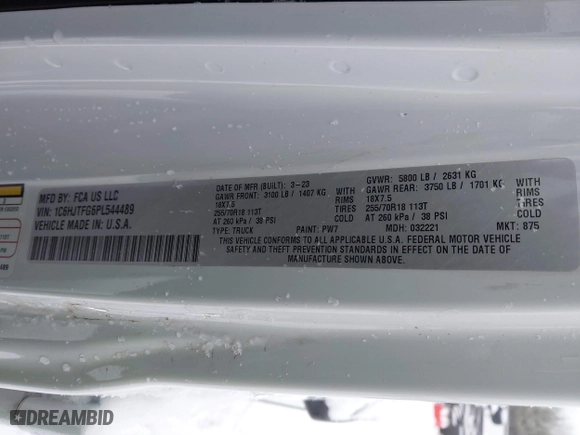 MFD BY: FCA US LLC
VIN: 1C6HJTFG6PL544489
VEHICLE MADE IN: U.S.A.
DATE OF MFR (BUILT): 3-23
GAWR FRONT: 3100 LB / 1407 KG
18X7.5
255/70R18 113T
AT 260 kPa / 38 PSI
TYPE: TRUCK
RIMS
TIRES
COLD
PAINT: PW7
GVWR: 5800 LB / 2631 KG
GAWR REAR: 3750 LB / 1701 KG
18X7.5
255/70R18 113T
AT 260 kPa / 38 PSI
MDH: 032221
RIMS
TIRES
COLD
MKT: 875
THIS VEHICLE CONFORMS TO ALL APPLICABLE U.S.A. FEDERAL MOTOR VEHICLE
SAFETY AND THEFT PREVENTION STANDARDS IN EFFECT ON THE DATE OF
MANUFACTURE SHOWN ABOVE.
DREAMBID